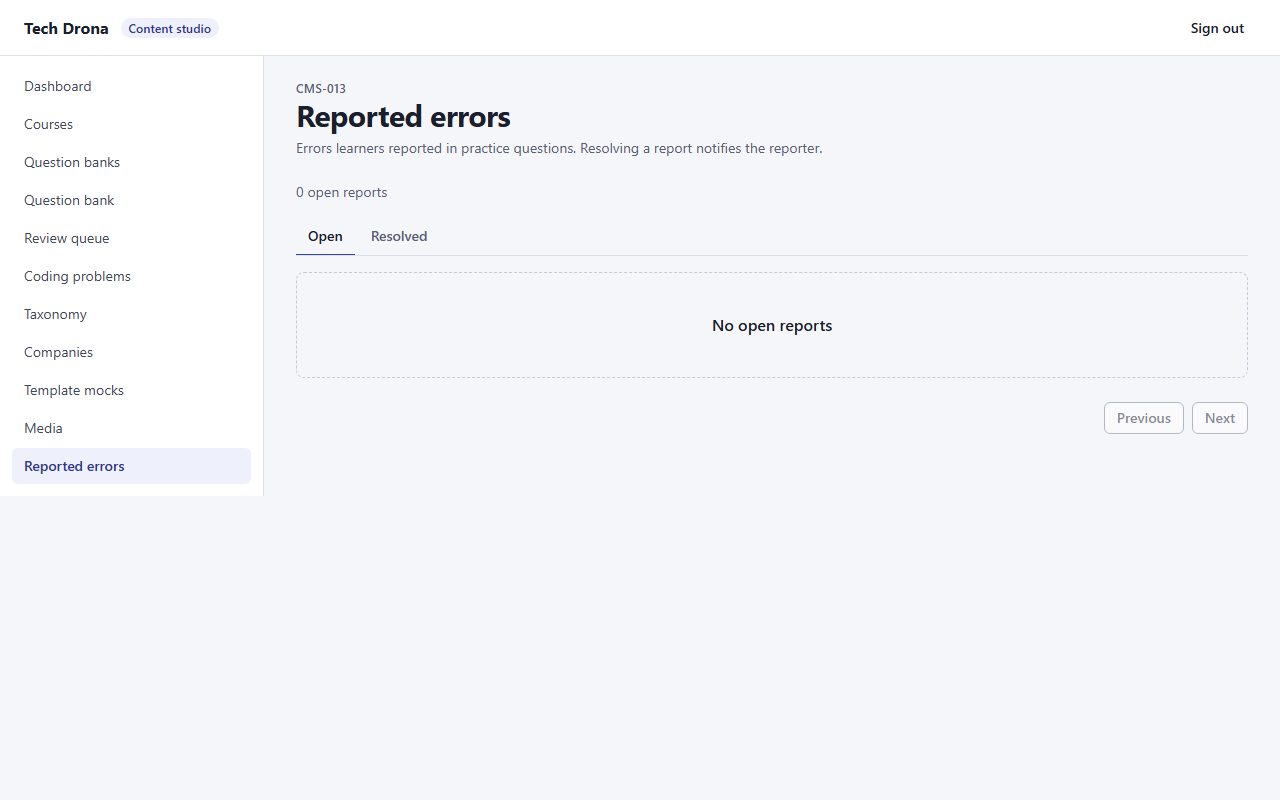 Tech Drona
Content studio
Sign out
Dashboard
Courses
Question banks
Question bank
Review queue
Coding problems
Taxonomy
Companies
Template mocks
Media
Reported errors
CMS-013
Reported errors
Errors learners reported in practice questions. Resolving a report notifies the reporter.
0 open reports
Open
Resolved
No open reports
Previous
Next